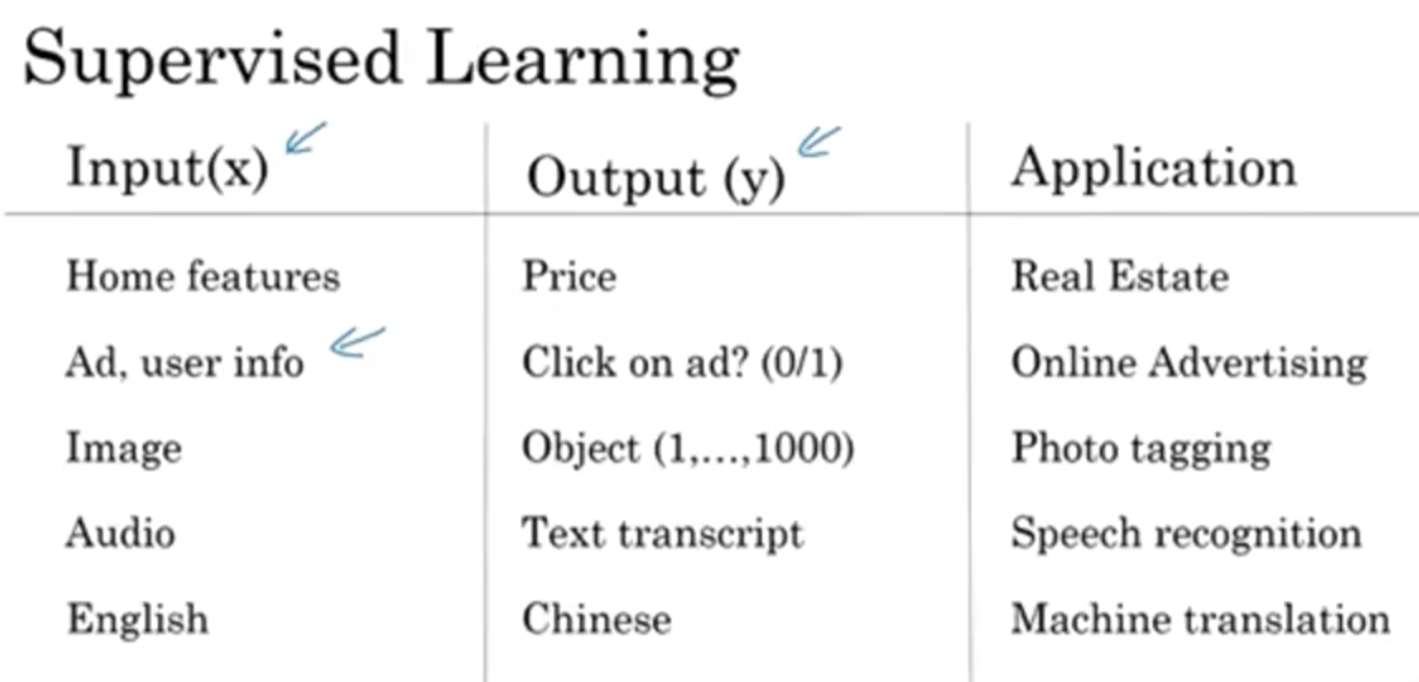 Supervised Learning
Input(x) Output (y) Application
Home features Price Real Estate
Ad, user info Click on ad? (0/1) Online Advertising
Image Object (1,...,1000) Photo tagging
Audio Text transcript Speech recognition
English Chinese Machine translation